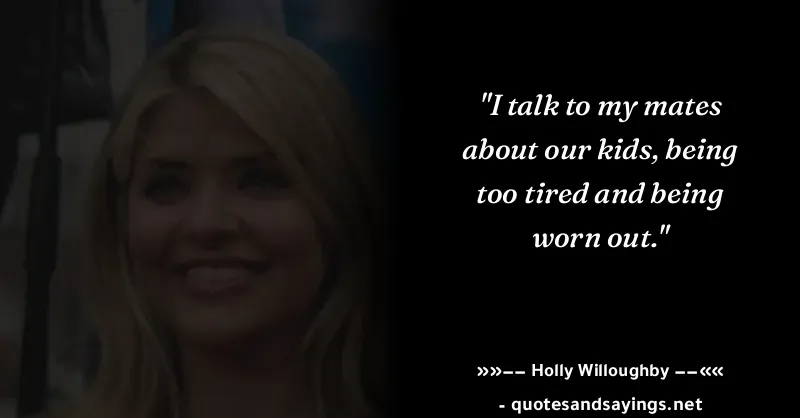 "I talk to my mates
about our kids, being
too tired and being
worn out."
»»−− Holly Willoughby −−««
- quotesandsayings.net